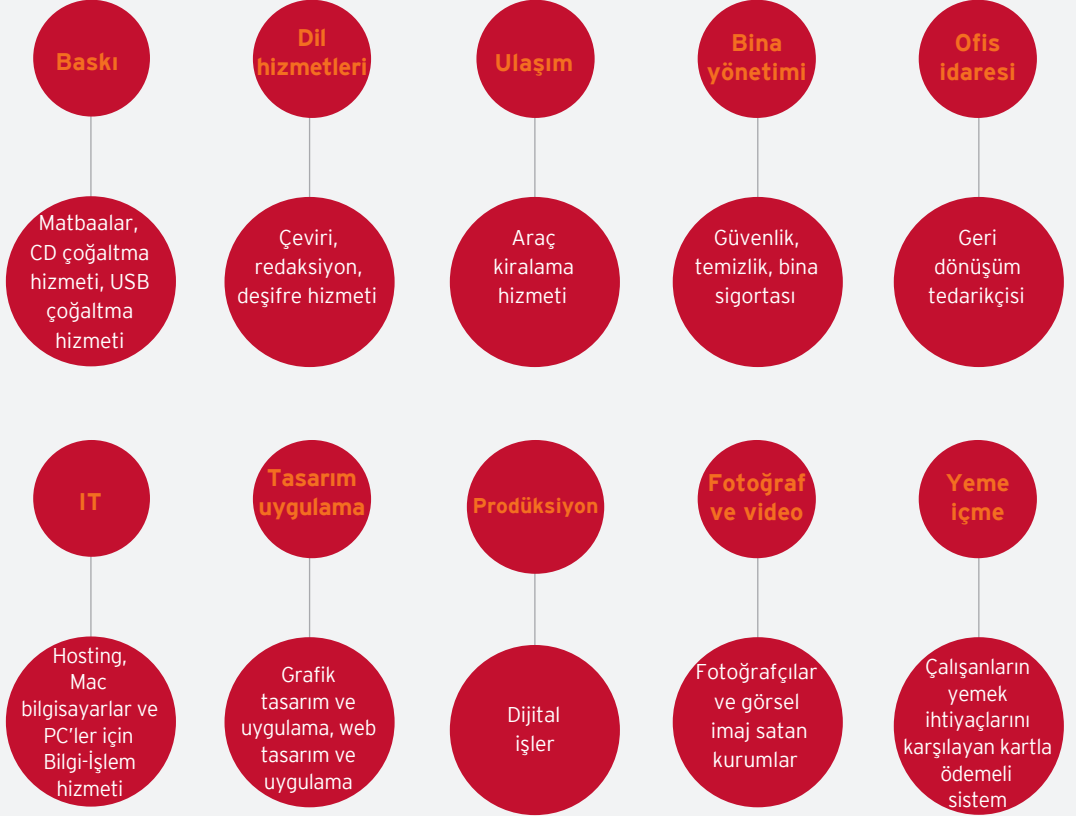 Baskı
Matbaalar,
CD çoğaltma
hizmeti, USB
çoğaltma
hizmeti
Dil
hizmetleri
Çeviri,
redaksiyon,
deşifre hizmeti
Ulaşım
Araç
kiralama
hizmeti
Bina
yönetimi
Güvenlik,
temizlik, bina
sigortası
Ofis
idaresi
Geri
dönüşüm
tedarikçisi
IT
Hosting,
Mac
bilgisayarlar ve
PC'ler için
Bilgi-İşlem
hizmeti
Tasarım
uygulama
Grafik
tasarım ve
uygulama, web
tasarım ve
uygulama
Prodüksiyon
Dijital
işler
Fotoğraf
ve video
Fotoğrafçılar
ve görsel
imaj satan
kurumlar
Yeme
içme
Çalışanların
yemek
ihtiyaçlarını
karşılayan kartla
ödemeli
sistem